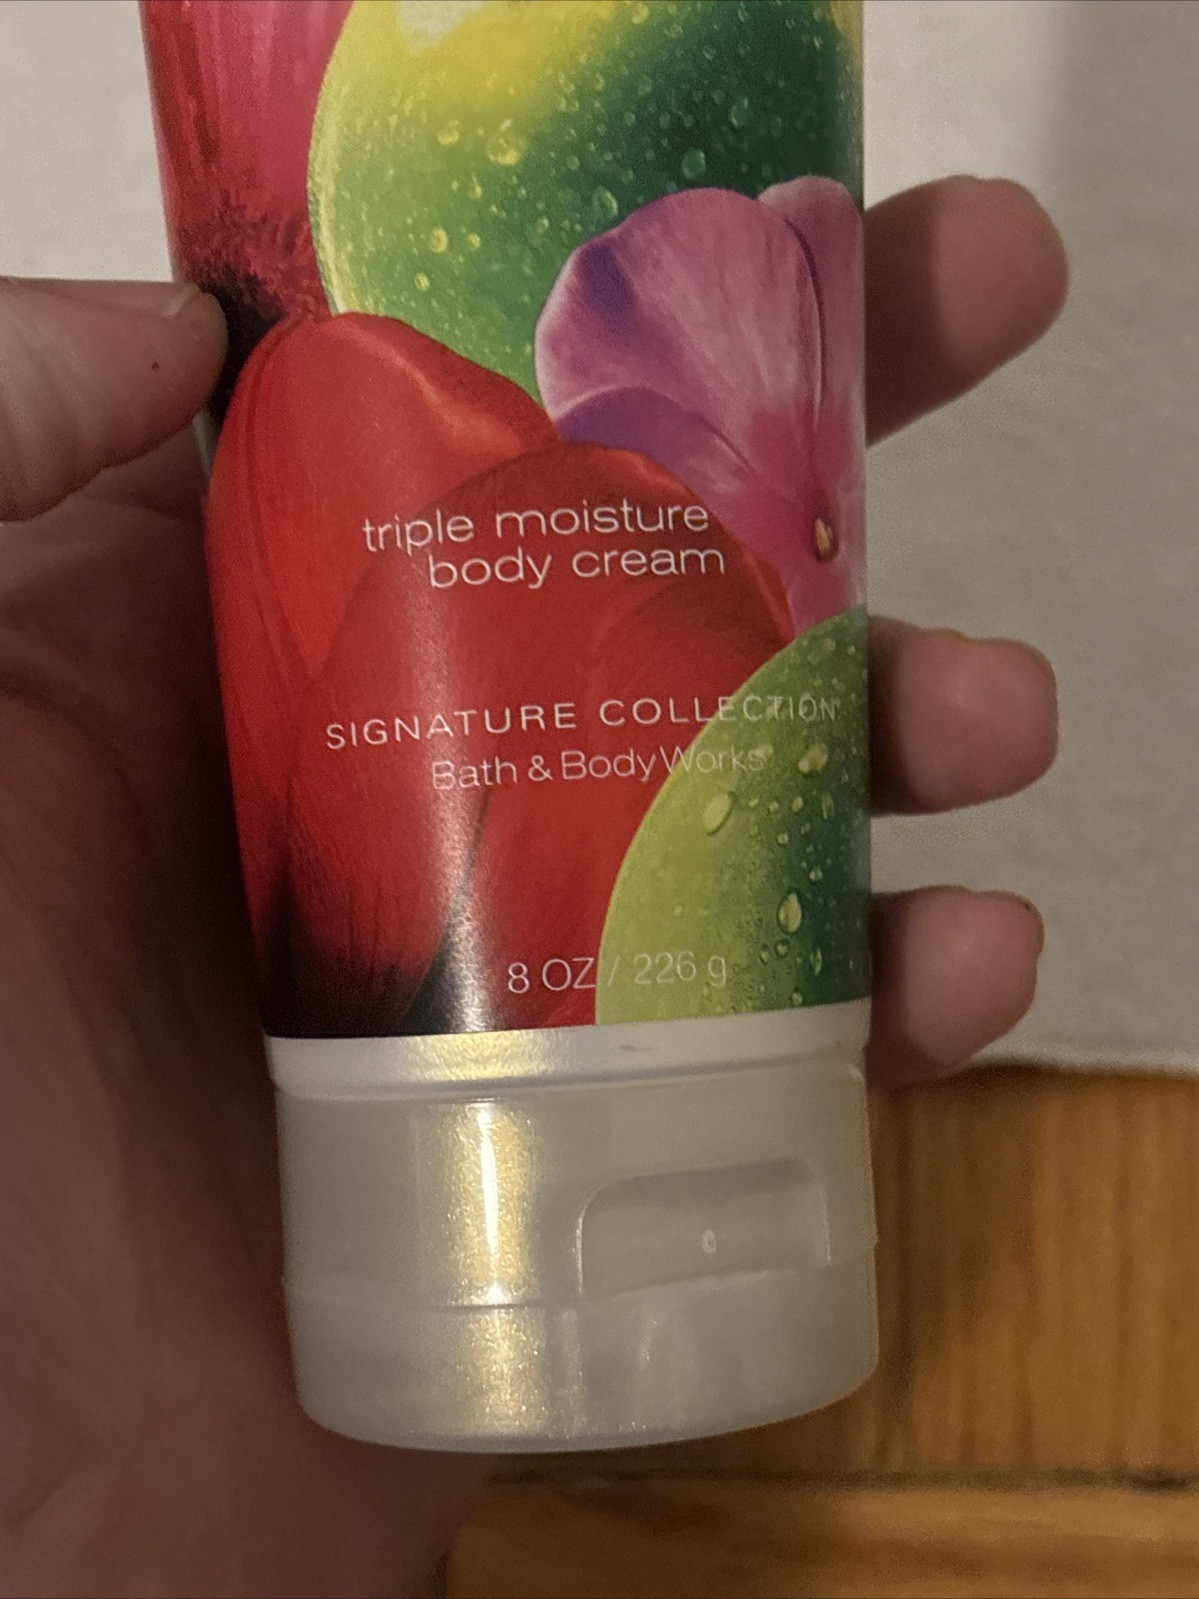 triple moisture
body cream
SIGNATURE COLLECTION
Bath & Body Works
8 OZ / 226 g